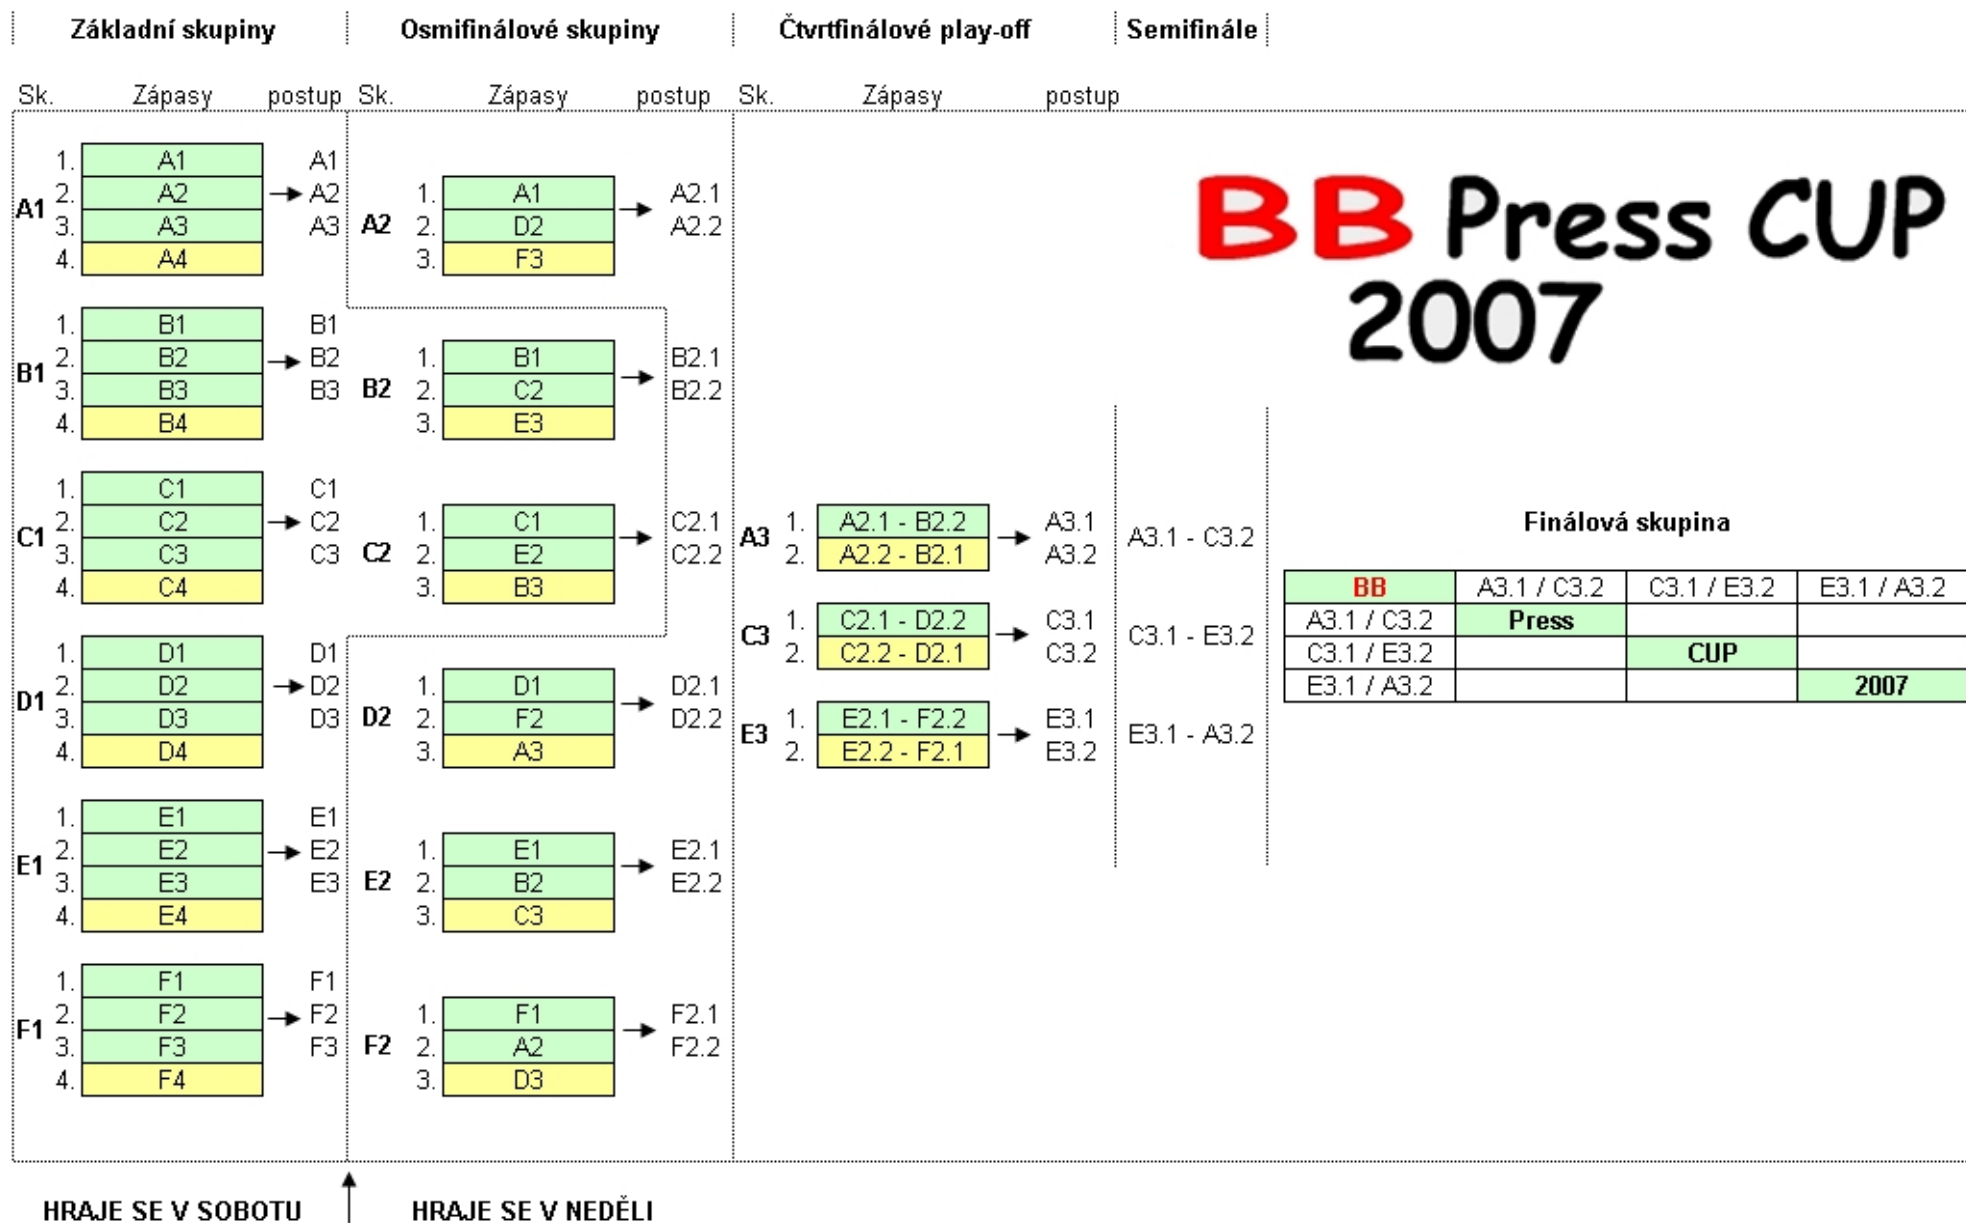 Základní skupiny Osmifinálové skupiny Čtvrtfinálové play-off Semifinále
Sk. Zápasy postup Sk. Zápasy postup Sk. Zápasy postup
A1
1. A1 A1
2. A2 A2
3. A3 A3
4. A4
B1
1. B1 B1
2. B2 B2
3. B3 B3
4. B4
C1
1. C1 C1
2. C2 C2
3. C3 C3
4. C4
D1
1. D1 D1
2. D2 D2
3. D3 D3
4. D4
E1
1. E1 E1
2. E2 E2
3. E3 E3
4. E4
F1
1. F1 F1
2. F2 F2
3. F3 F3
4. F4
A2
1. A1 A2.1
2. D2 A2.2
3. F3
B2
1. B1 B2.1
2. C2 B2.2
3. E3
C2
1. C1 C2.1
2. E2 C2.2
3. B3
D2
1. D1 D2.1
2. F2 D2.2
3. A3
E2
1. E1 E2.1
2. B2 E2.2
3. C3
F2
1. F1 F2.1
2. A2 F2.2
3. D3
A3
1. A2.1 - B2.2 A3.1
2. A2.2 - B2.1 A3.2
C3
1. C2.1 - D2.2 C3.1
2. C2.2 - D2.1 C3.2
E3
1. E2.1 - F2.2 E3.1
2. E2.2 - F2.1 E3.2
A3.1 - C3.2
C3.1 - E3.2
E3.1 - A3.2
BB Press CUP
2007
Finálová skupina
BB A3.1 / C3.2 C3.1 / E3.2 E3.1 / A3.2
A3.1 / C3.2 Press
C3.1 / E3.2 CUP
E3.1 / A3.2 2007
HRAJE SE V SOBOTU HRAJE SE V NEDĚLI